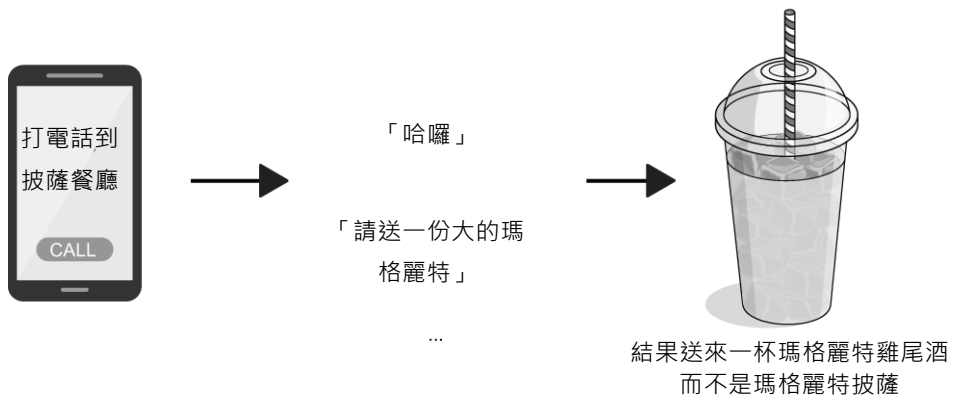 打電話到
披薩餐廳
CALL
「哈囉」
「請送一份大的瑪
格麗特」
...
結果送來一杯瑪格麗特雞尾酒
而不是瑪格麗特披薩